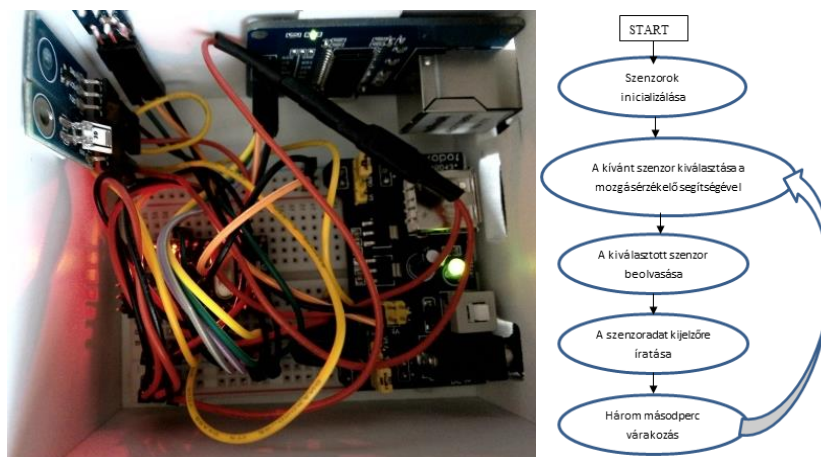 START
Szenzorok
inicializálása
A kívánt szenzor kiválasztása a
mozgásérzékelő segítségével
A kiválasztott szenzor
beolvasása
A szenzoradat kijelzőre
íratása
Három másodperc
várakozás